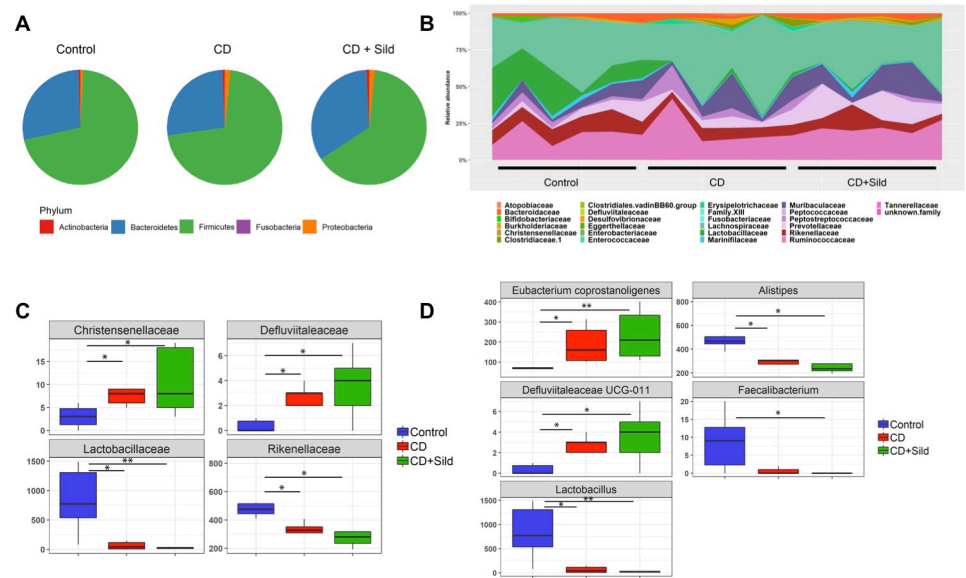 A
Control
CD
CD + Sild
Phylum
Actinobacteria
Bacteroidetes
Firmicutes
Fusobacteria
Proteobacteria
B
Relative abundance
100%
75%
50%
25%
0%
Control
CD
CD+Sild
Atopobiaceae
Bacteroidaceae
Bifidobacteriaceae
Burkholderiaceae
Christensenellaceae
Clostridiaceae.1
Clostridiales.vadinBB60.group
Defluviitaleaceae
Desulfovibrionaceae
Eggerthellaceae
Enterobacteriaceae
Enterococcaceae
Erysipelotrichaceae
Family.XIII
Fusobacteriaceae
Lachnospiraceae
Lactobacillaceae
Marinifilaceae
Muribaculaceae
Peptococcaceae
Peptostreptococcaceae
Prevotellaceae
Rikenellaceae
Ruminococcaceae
Tannerellaceae
unknown.family
C
Christensenellaceae
15
10
5
0
*
*
Defluviitaleaceae
6
4
2
0
*
*
Lactobacillaceae
1500
1000
500
0
**
*
Rikenellaceae
800
600
400
200
*
*
Control
CD
CD+Sild
D
Eubacterium coprostanoligenes
400
300
200
100
**
*
Alistipes
800
600
400
200
*
*
Defluviitaleaceae UCG-011
6
4
2
0
*
*
Faecalibacterium
20
15
10
5
0
*
Lactobacillus
1500
1000
500
0
**
*
Control
CD
CD+Sild